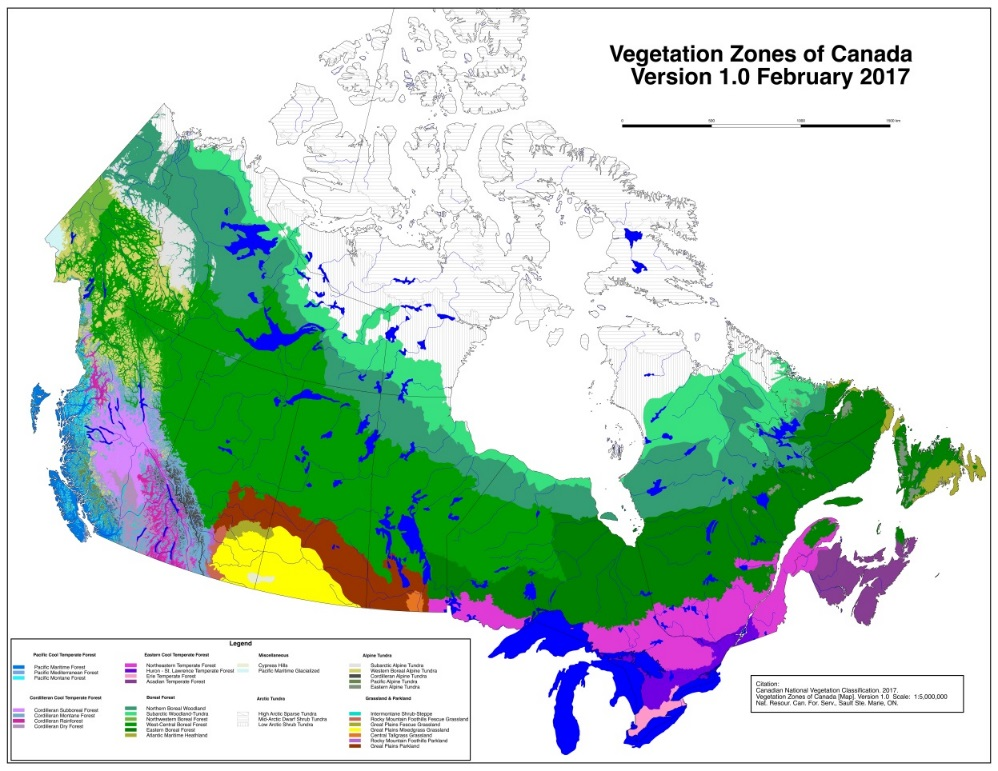 Vegetation Zones of Canada
Version 1.0 February 2017
0
500
1000
1500 km
Legend
Pacific Cool Temperate Forest
Pacific Maritime Forest
Pacific Mediterranean Forest
Pacific Montane Forest
Cordilleran Cool Temperate Forest
Cordilleran Subboreal Forest
Cordilleran Montane Forest
Cordilleran Rainforest
Cordilleran Dry Forest
Eastern Cool Temperate Forest
Northeastern Temperate Forest
Huron - St. Lawrence Temperate Forest
Erie Temperate Forest
Acadian Temperate Forest
Boreal Forest
Northern Boreal Woodland
Subarctic Woodland Tundra
Northwestern Boreal Forest
West-Central Boreal Forest
Eastern Boreal Forest
Atlantic Maritime Heathland
Miscellaneous
Cypress Hills
Pacific Maritime Glacialized
Arctic Tundra
High Arctic Sparse Tundra
Mid-Arctic Dwarf Shrub Tundra
Low Arctic Shrub Tundra
Alpine Tundra
Subarctic Alpine Tundra
Western Boreal Alpine Tundra
Cordilleran Alpine Tundra
Pacific Alpine Tundra
Eastern Alpine Tundra
Grassland & Parkland
Intermontane Shrub-Steppe
Rocky Mountain Foothills Fescue Grassland
Great Plains Fescue Grassland
Great Plains Mixedgrass Grassland
Central Tallgrass Grassland
Rocky Mountain Foothills Parkland
Great Plains Parkland
Citation:
Canadian National Vegetation Classification. 2017.
Vegetation Zones of Canada [Map]. Version 1.0 Scale: 1:5,000,000
Nat. Resour. Can. For. Serv., Sault Ste. Marie, ON.